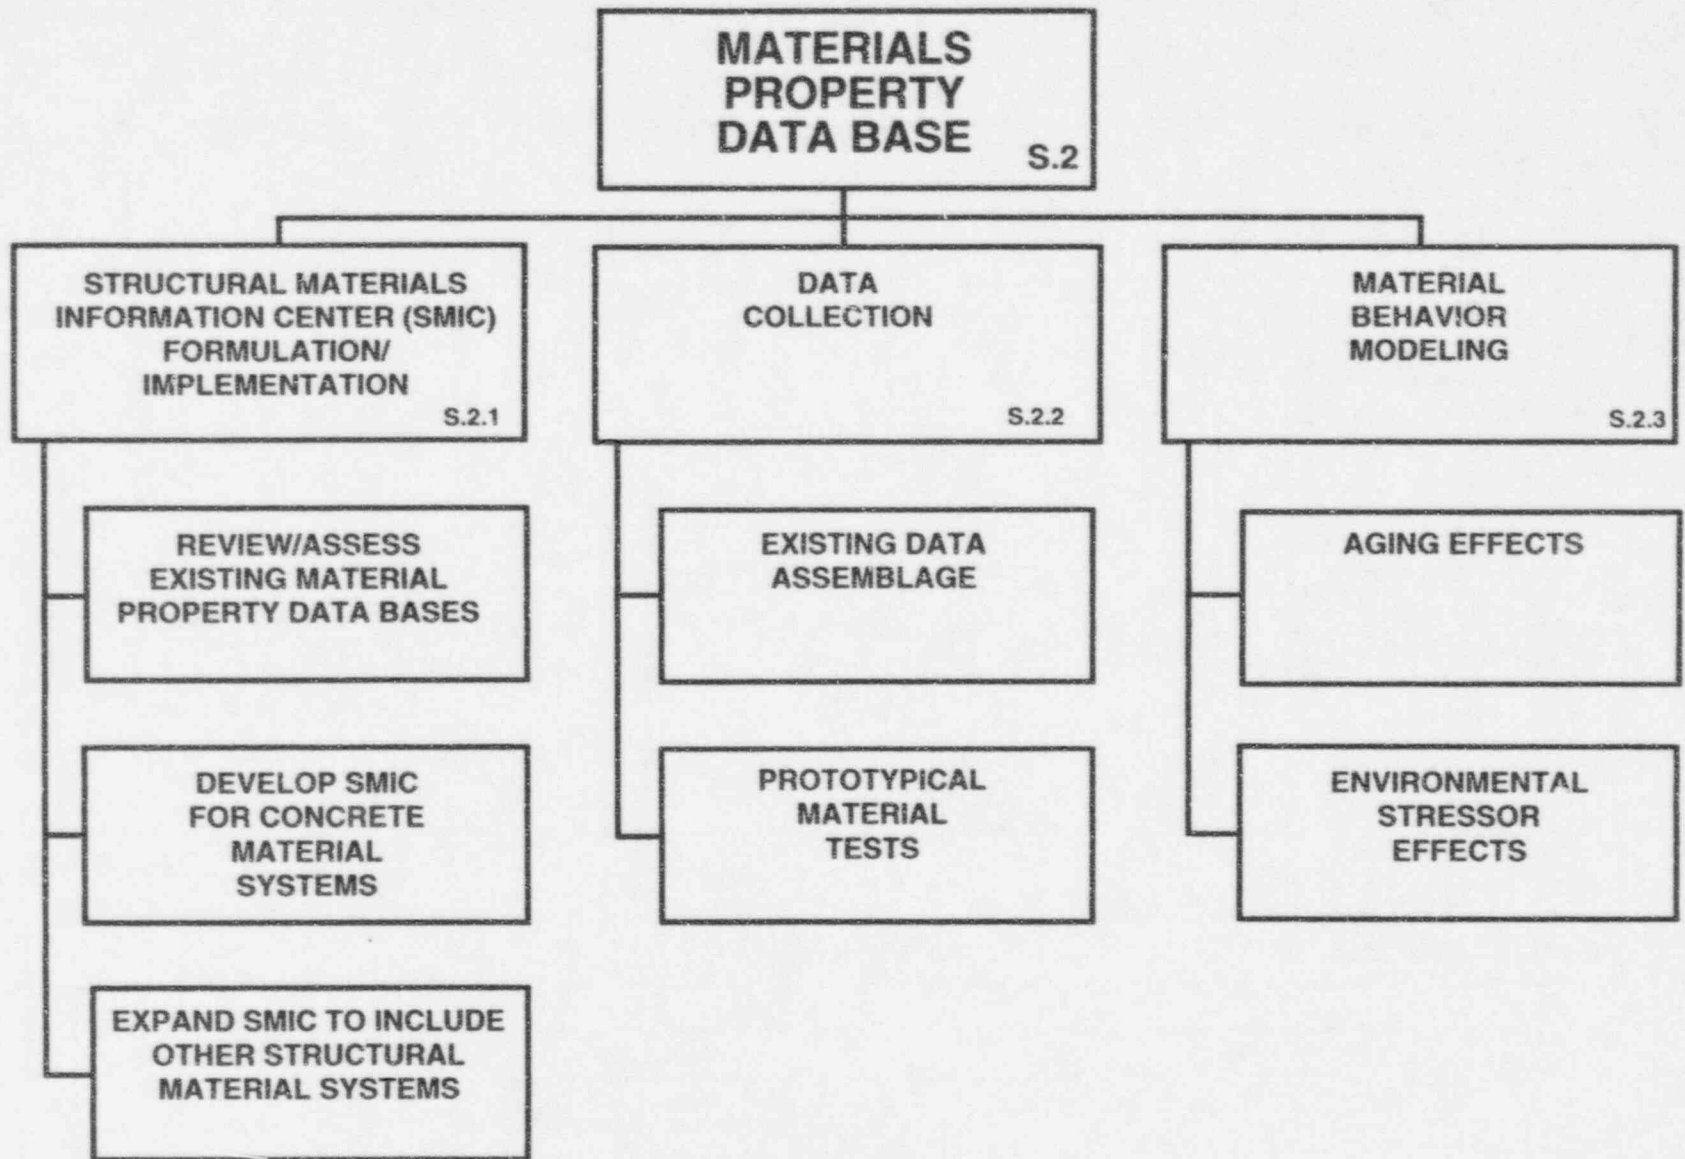 MATERIALS
PROPERTY
DATA BASE
S.2
STRUCTURAL MATERIALS
INFORMATION CENTER (SMIC)
FORMULATION/
IMPLEMENTATION
S.2.1
DATA
COLLECTION
S.2.2
MATERIAL
BEHAVIOR
MODELING
S.2.3
REVIEW/ASSESS
EXISTING MATERIAL
PROPERTY DATA BASES
EXISTING DATA
ASSEMBLAGE
AGING EFFECTS
DEVELOP SMIC
FOR CONCRETE
MATERIAL
SYSTEMS
PROTOTYPICAL
MATERIAL
TESTS
ENVIRONMENTAL
STRESSOR
EFFECTS
EXPAND SMIC TO INCLUDE
OTHER STRUCTURAL
MATERIAL SYSTEMS